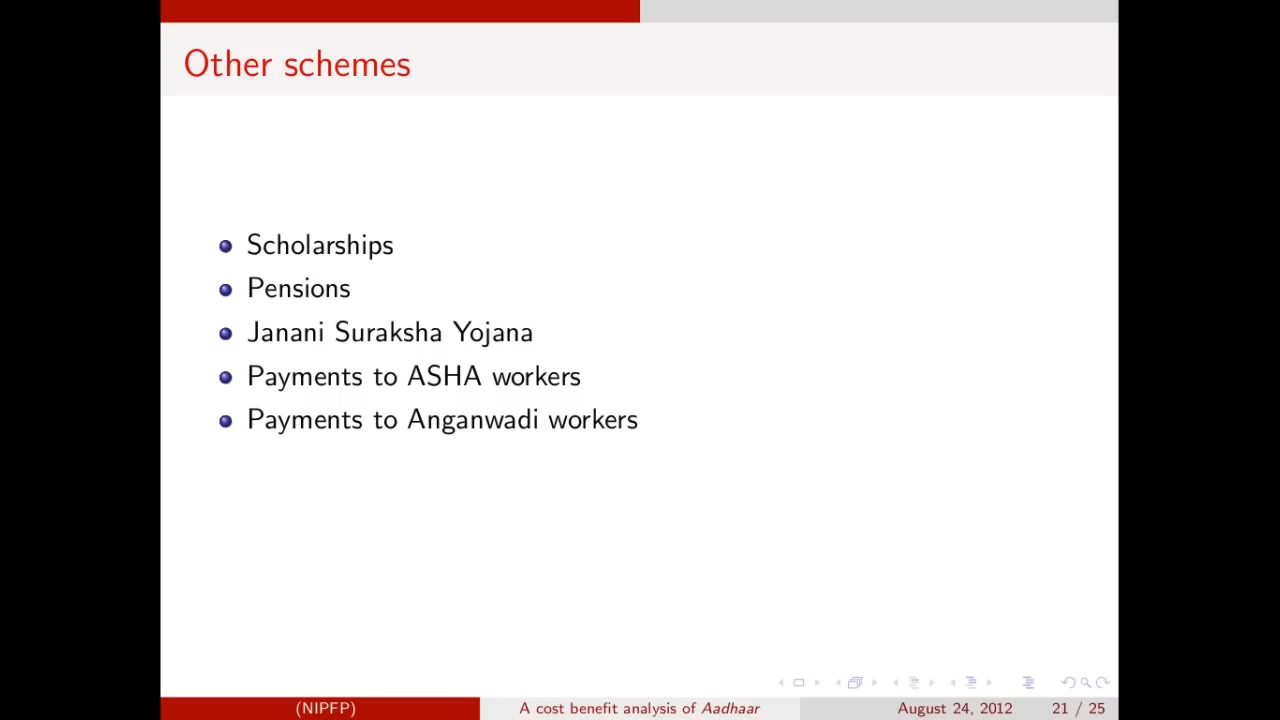 Other schemes
Scholarships
Pensions
Janani Suraksha Yojana
Payments to ASHA workers
Payments to Anganwadi workers
(NIPFP) A cost benefit analysis of Aadhaar August 24, 2012 21 / 25